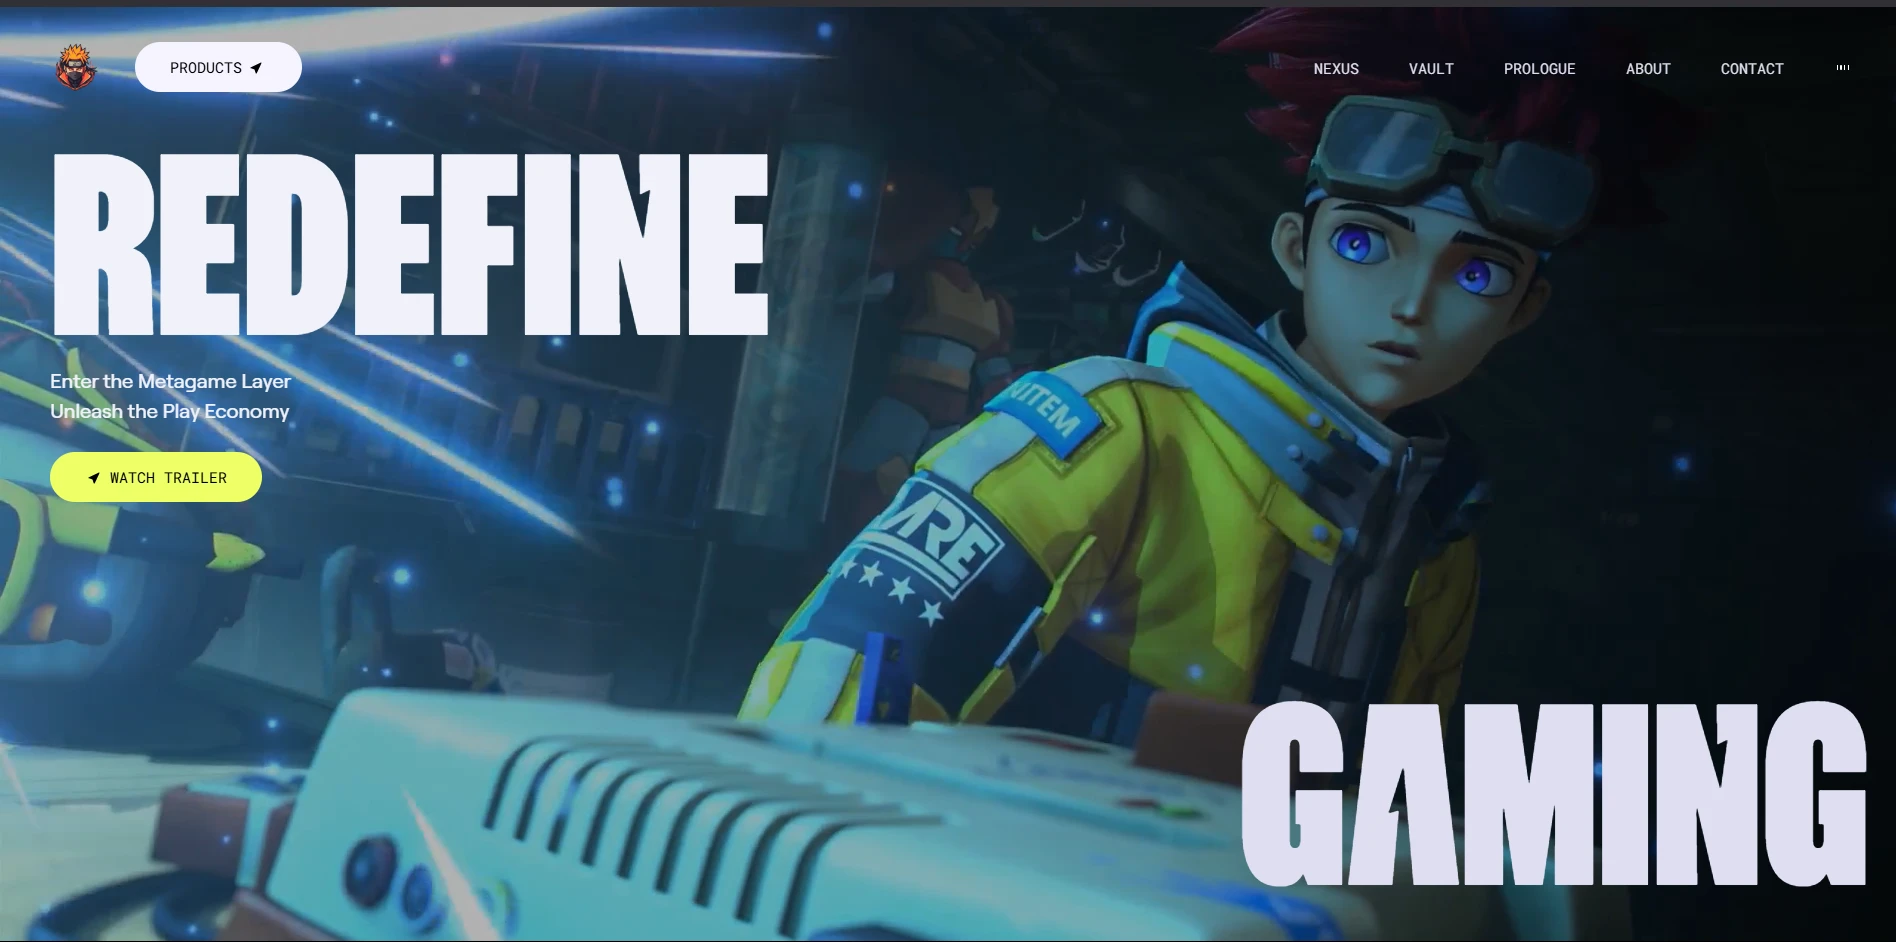 PRODUCTS
NEXUS VAULT PROLOGUE ABOUT CONTACT
REDEFINE
Enter the Metagame Layer
Unleash the Play Economy
WATCH TRAILER
GAMING